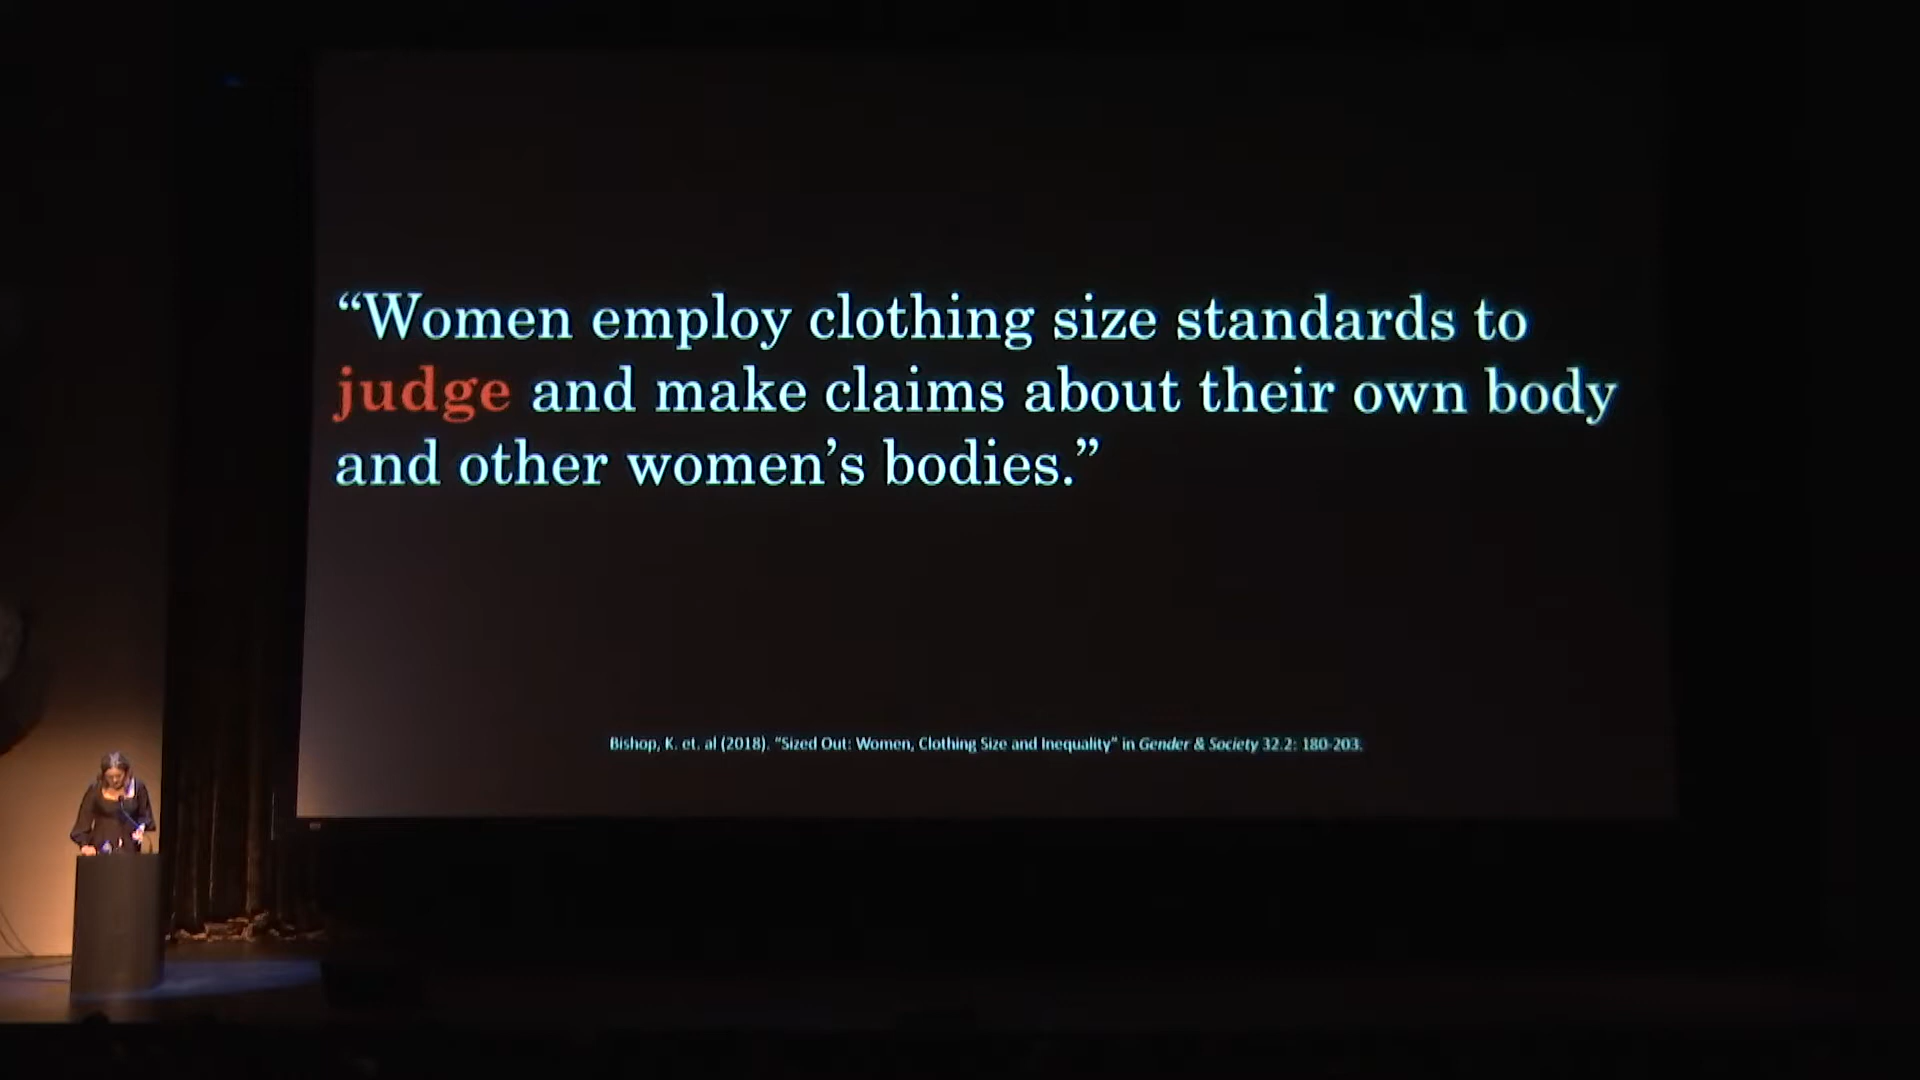 “Women employ clothing size standards to
judge and make claims about their own body
and other women’s bodies.”
Bishop, K. et. al (2018). “Sized Out: Women, Clothing Size and Inequality” in Gender & Society 32.2: 180-203.